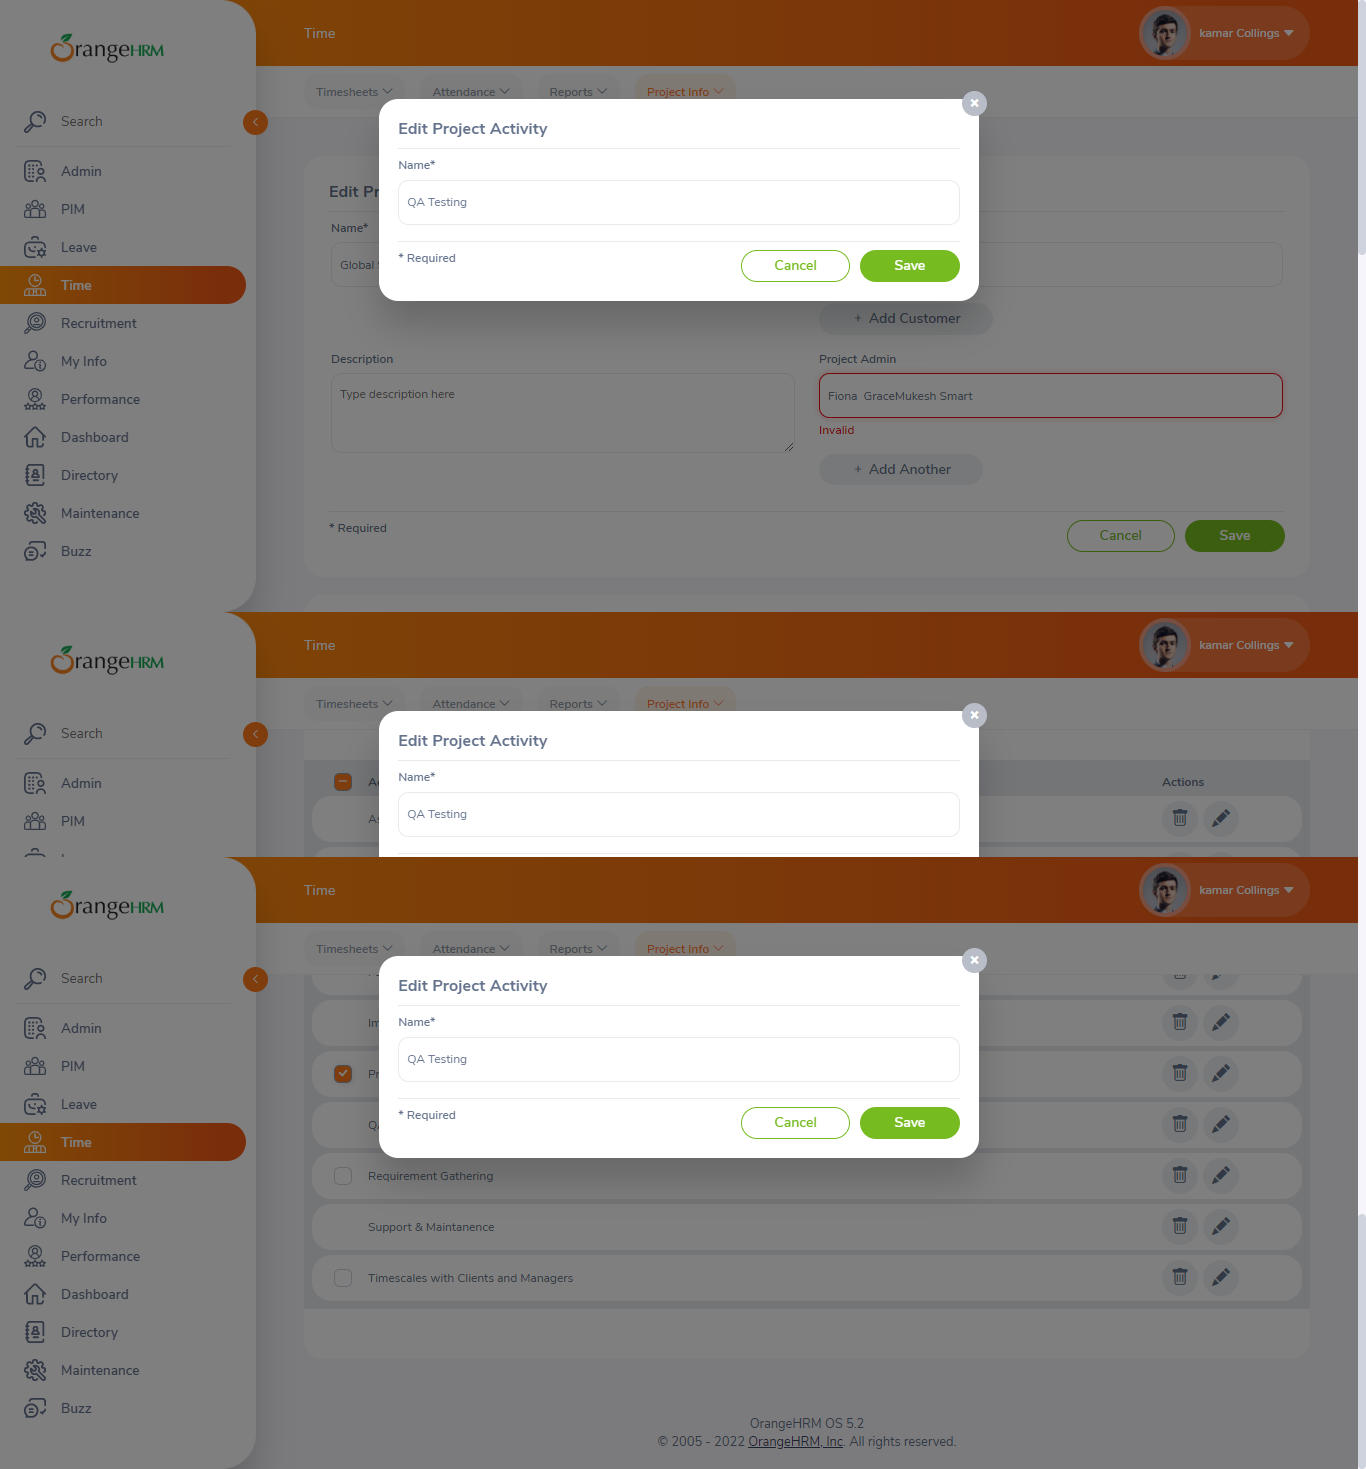 OrangeHRM
Time
kamar Collings
Search
Timesheets
Attendance
Reports
Project Info
Edit Project Activity
Name*
QA Testing
* Required
Cancel
Save
Admin
PIM
Leave
Time
Recruitment
My Info
Performance
Dashboard
Directory
Maintenance
Buzz
Edit Pr
Name*
Global
+ Add Customer
Description
Type description here
Project Admin
Fiona  GraceMukesh Smart
Invalid
+ Add Another
* Required
Cancel
Save
OrangeHRM
Time
kamar Collings
Search
Timesheets
Attendance
Reports
Project Info
Edit Project Activity
Name*
QA Testing
Admin
PIM
Actions
OrangeHRM
Time
kamar Collings
Search
Timesheets
Attendance
Reports
Project Info
Edit Project Activity
Name*
QA Testing
* Required
Cancel
Save
Admin
PIM
Leave
Time
Recruitment
My Info
Performance
Dashboard
Directory
Maintenance
Buzz
Im
Pr
Requirement Gathering
Support & Maintanence
Timescales with Clients and Managers
OrangeHRM OS 5.2
© 2005 - 2022 OrangeHRM, Inc. All rights reserved.